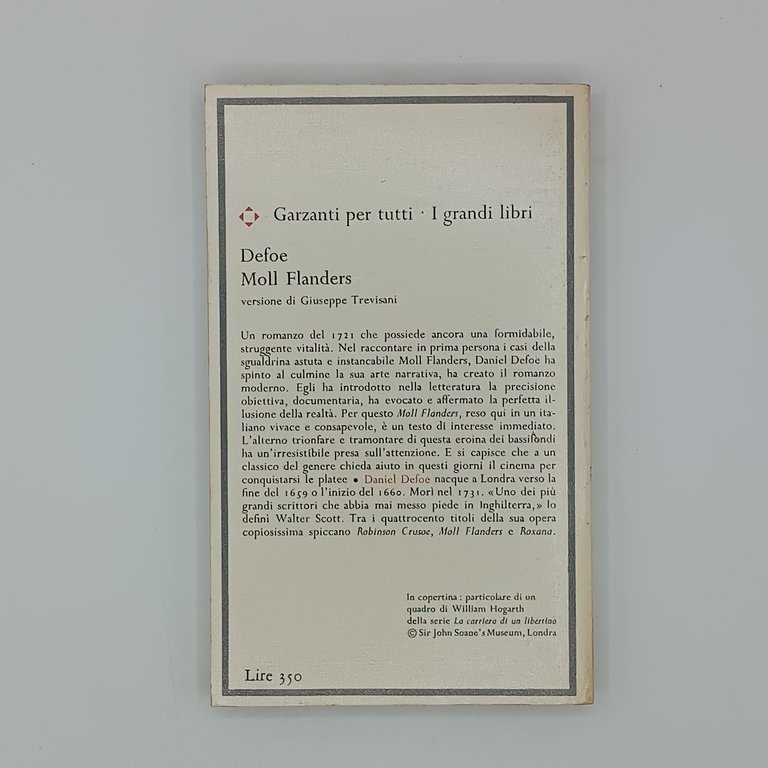 Garzanti per tutti · I grandi libri
Defoe
Moll Flanders
versione di Giuseppe Trevisani
Un romanzo del 1721 che possiede ancora una formidabile,
struggente vitalità. Nel raccontare in prima persona i casi della
sgualdrina astuta e instancabile Moll Flanders, Daniel Defoe ha
spinto al culmine la sua arte narrativa, ha creato il romanzo
moderno. Egli ha introdotto nella letteratura la precisione
obiettiva, documentaria, ha evocato e affermato la perfetta il-
lusione della realtà. Per questo Moll Flanders, reso qui in un ita-
liano vivace e consapevole, è un testo di interesse immediato.
L'alterno trionfare e tramontare di questa eroina dei bassifondi
ha un'irresistibile presa sull'attenzione. E si capisce che a un
classico del genere chieda aiuto in questi giorni il cinema per
conquistarsi le platee • Daniel Defoe nacque a Londra verso la
fine del 1659 o l'inizio del 1660. Morì nel 1731. «Uno dei più
grandi scrittori che abbia mai messo piede in Inghilterra,» lo
definì Walter Scott. Tra i quattrocento titoli della sua opera
copiosissima spiccano Robinson Crusoe, Moll Flanders e Roxana.
In copertina: particolare di un
quadro di William Hogarth
della serie La carriera di un libertino
© Sir John Soane's Museum, Londra
Lire 350